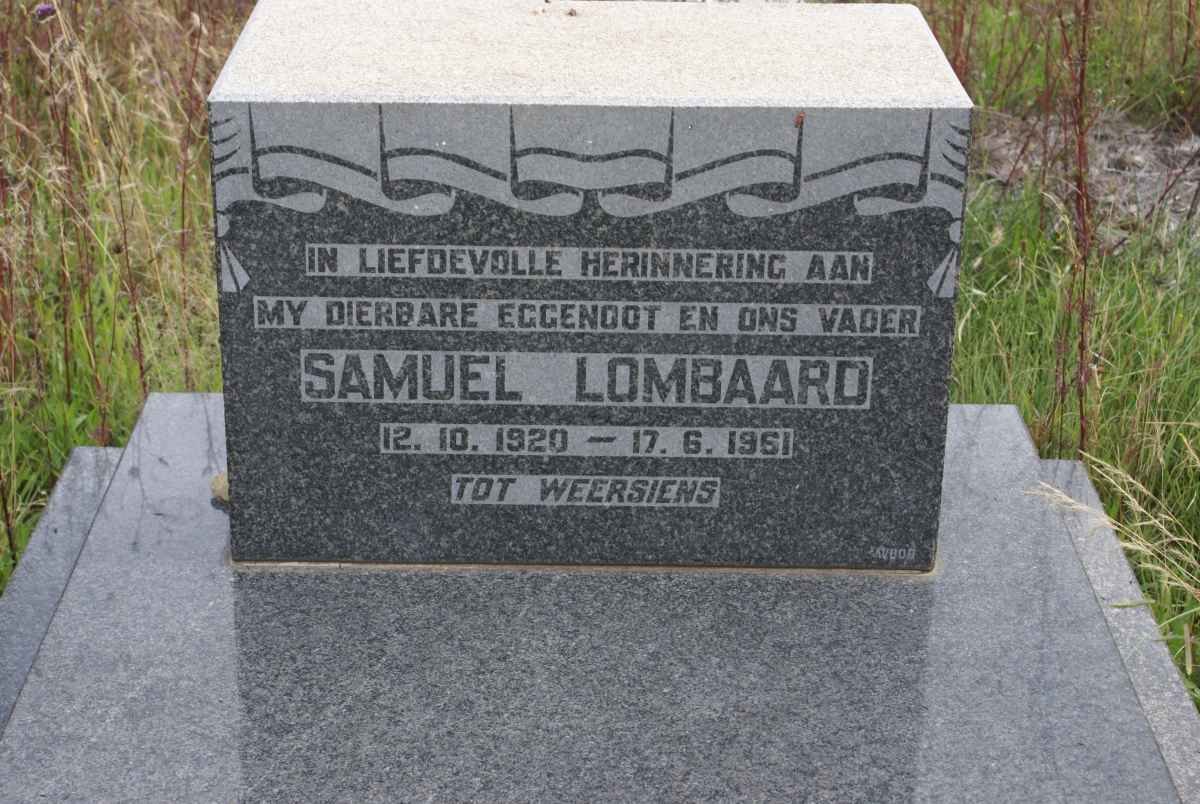 IN LIEFDEVOLLE HERINNERING AAN
MY DIERBARE EGGENOOT EN ONS VADER
SAMUEL LOMBAARD
12. 10. 1920 — 17. 6. 1961
TOT WEERSIENS